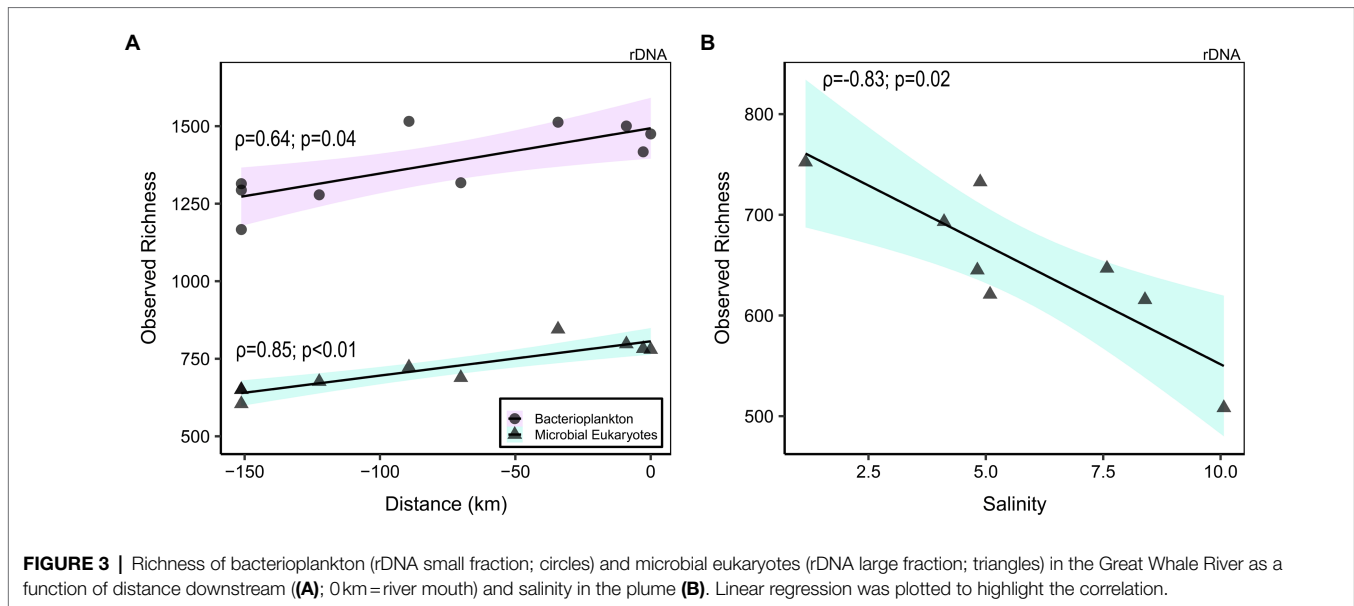 A
rDNA
ρ=0.64; p=0.04
ρ=0.85; p<0.01
Observed Richness
1500
1250
1000
750
500
Bacterioplankton
Microbial Eukaryotes
−150
−100
−50
0
Distance (km)
B
rDNA
ρ=-0.83; p=0.02
Observed Richness
800
700
600
500
2.5
5.0
7.5
10.0
Salinity
FIGURE 3 | Richness of bacterioplankton (rDNA small fraction; circles) and microbial eukaryotes (rDNA large fraction; triangles) in the Great Whale River as a
function of distance downstream ((A); 0 km = river mouth) and salinity in the plume (B). Linear regression was plotted to highlight the correlation.